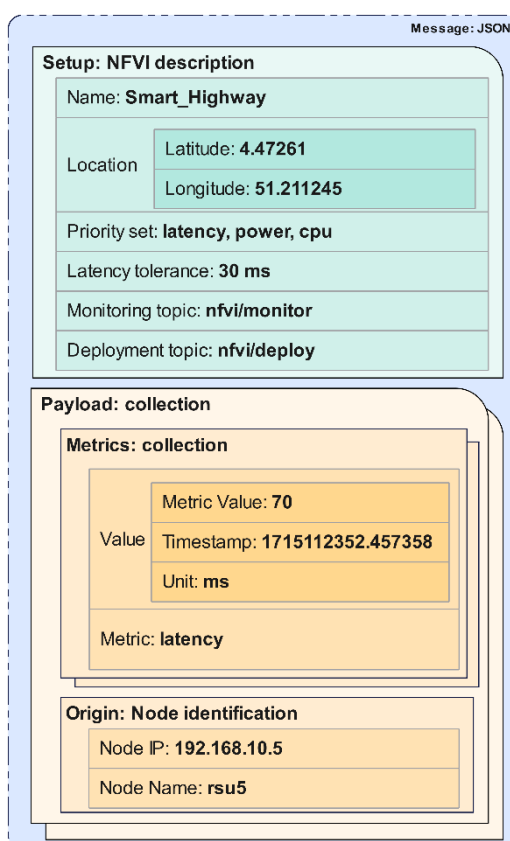 Message: JSON
Setup: NFVI description
Name: Smart_Highway
Location
Latitude: 4.47261
Longitude: 51.211245
Priority set: latency, power, cpu
Latency tolerance: 30 ms
Monitoring topic: nfvi/monitor
Deployment topic: nfvi/deploy
Payload: collection
Metrics: collection
Value
Metric Value: 70
Timestamp: 1715112352.457358
Unit: ms
Metric: latency
Origin: Node identification
Node IP: 192.168.10.5
Node Name: rsu5